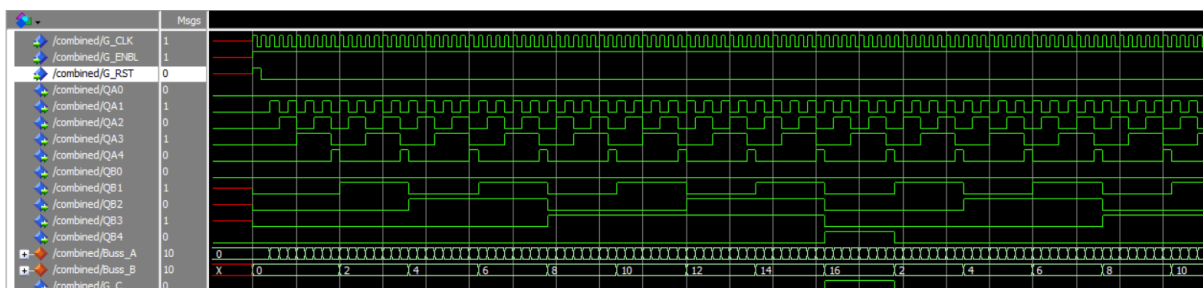 Msgs
/combined/G_CLK 1
/combined/G_ENBL 1
/combined/G_RST 0
/combined/QA0 0
/combined/QA1 1
/combined/QA2 0
/combined/QA3 1
/combined/QA4 0
/combined/QB0 0
/combined/QB1 1
/combined/QB2 0
/combined/QB3 1
/combined/QB4 0
/combined/Buss_A 10 0
/combined/Buss_B 10 X 0 2 4 6 8 10 12 14 16 2 4 6 8 10
/combined/G_C 0